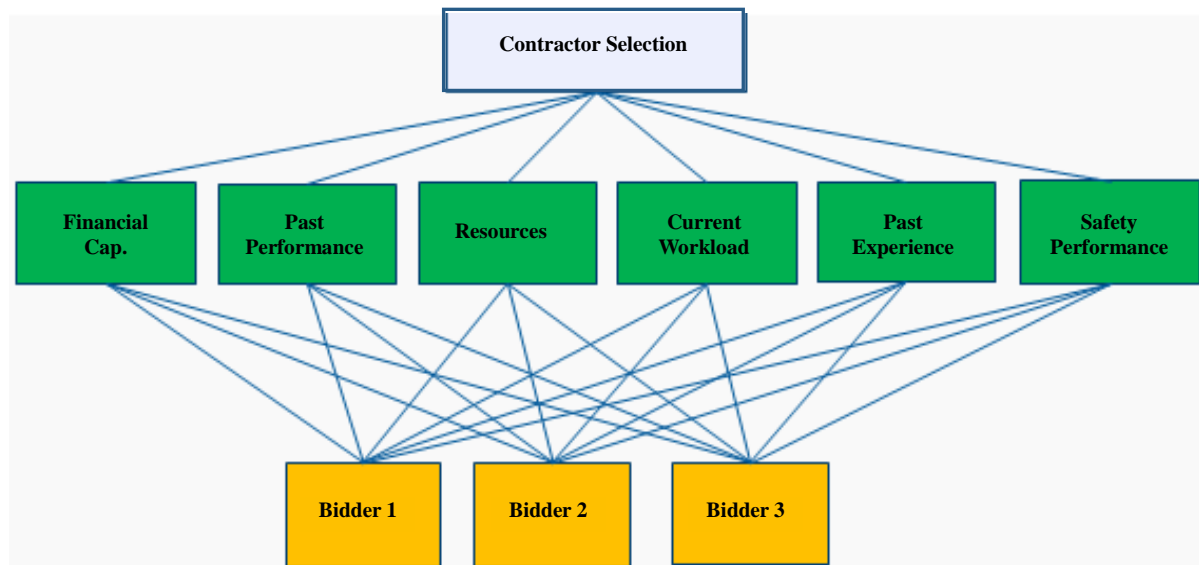 Contractor Selection
Financial
Cap.
Past
Performance
Resources
Current
Workload
Past
Experience
Safety
Performance
Bidder 1
Bidder 2
Bidder 3